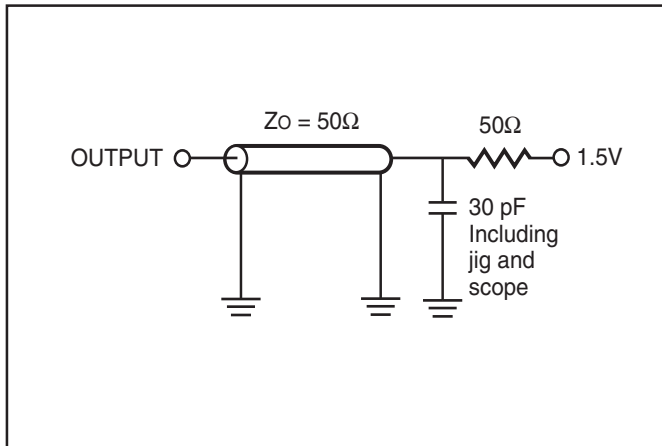 ZO = 50Ω
50Ω
OUTPUT
1.5V
30 pF
Including
jig and
scope